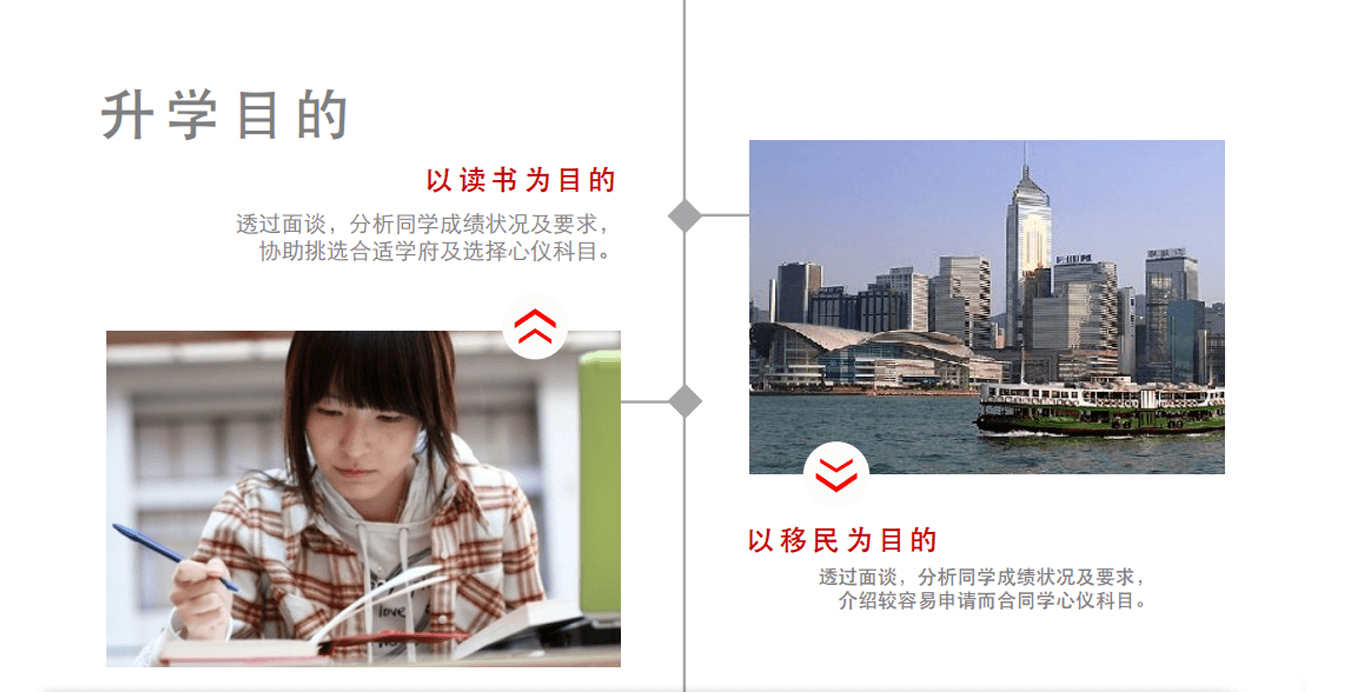 升学目的
以读书为目的
透过面谈，分析同学成绩状况及要求，
协助挑选合适学府及选择心仪科目。
love
以移民为目的
透过面谈，分析同学成绩状况及要求，
介绍较容易申请而合同学心仪科目。